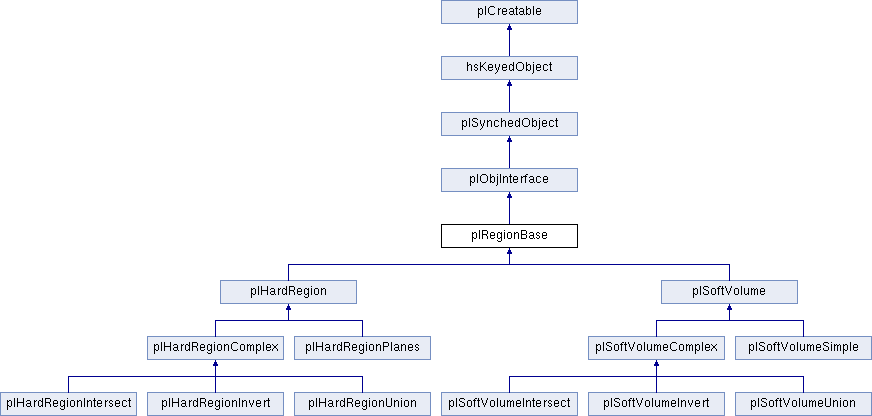 plCreatable
hsKeyedObject
plSynchedObject
plObjInterface
plRegionBase
plHardRegion
plSoftVolume
plHardRegionComplex
plHardRegionPlanes
plSoftVolumeComplex
plSoftVolumeSimple
plHardRegionIntersect
plHardRegionInvert
plHardRegionUnion
plSoftVolumeIntersect
plSoftVolumeInvert
plSoftVolumeUnion